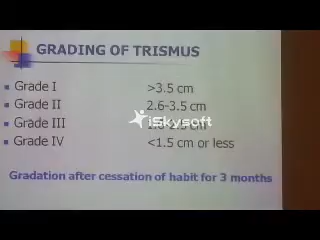 GRADING OF TRISMUS
Grade I >3.5 cm
Grade II 2.6-3.5 cm
Grade III
iSkysoft
Grade IV <1.5 cm or less
Gradation after cessation of habit for 3 months